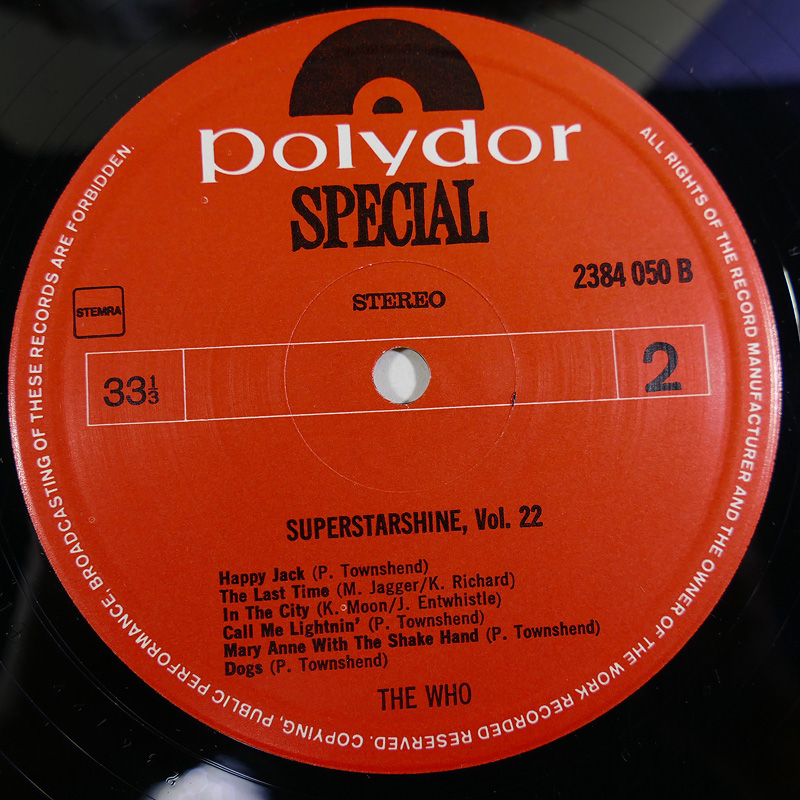 polydor
SPECIAL
STEREO
2384 050 B
STEMRA
33⅓
2
SUPERSTARSHINE, Vol. 22
Happy Jack (P. Townshend)
The Last Time (M. Jagger/K. Richard)
In The City (K. Moon/J. Entwhistle)
Call Me Lightnin' (P. Townshend)
Mary Anne With The Shake Hand (P. Townshend)
Dogs (P. Townshend)
THE WHO
ALL RIGHTS OF THE RECORD MANUFACTURER AND THE OWNER OF THE WORK RECORDED RESERVED. COPYING, PUBLIC PERFORMANCE, BROADCASTING OF THESE RECORDS ARE FORBIDDEN.